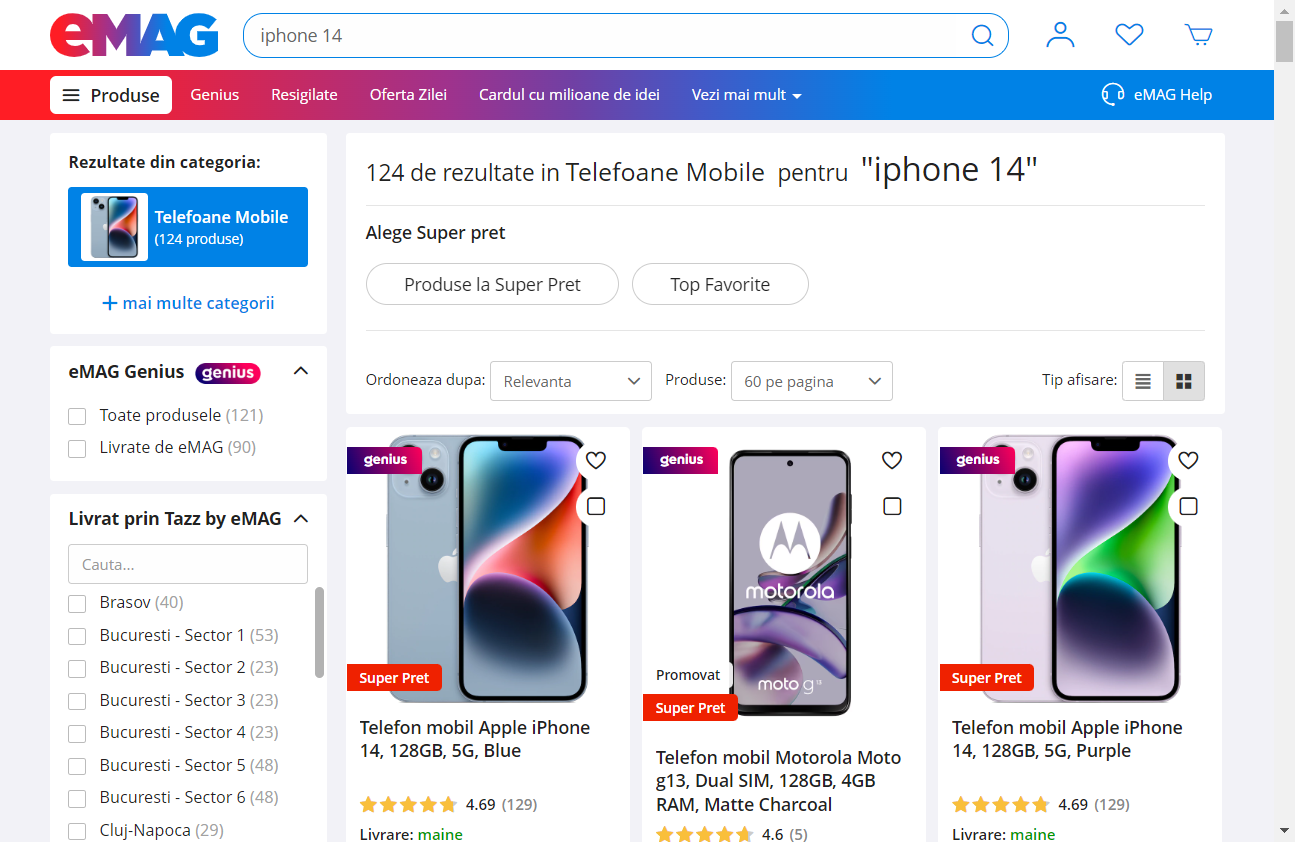 eMAG
iphone 14
Produse
Genius
Resigilate
Oferta Zilei
Cardul cu milioane de idei
Vezi mai mult
eMAG Help
Rezultate din categoria:
Telefoane Mobile
(124 produse)
+ mai multe categorii
eMAG Genius genius
Toate produsele (121)
Livrate de eMAG (90)
Livrat prin Tazz by eMAG
Cauta...
Brasov (40)
Bucuresti - Sector 1 (53)
Bucuresti - Sector 2 (23)
Bucuresti - Sector 3 (23)
Bucuresti - Sector 4 (23)
Bucuresti - Sector 5 (48)
Bucuresti - Sector 6 (48)
Cluj-Napoca (29)
124 de rezultate in Telefoane Mobile pentru "iphone 14"
Alege Super pret
Produse la Super Pret
Top Favorite
Ordoneaza dupa: Relevanta
Produse: 60 pe pagina
Tip afisare:
genius
Super Pret
Telefon mobil Apple iPhone
14, 128GB, 5G, Blue
4.69 (129)
Livrare: maine
genius
motorola
moto g13
Promovat
Super Pret
Telefon mobil Motorola Moto
g13, Dual SIM, 128GB, 4GB
RAM, Matte Charcoal
4.6 (5)
genius
Super Pret
Telefon mobil Apple iPhone
14, 128GB, 5G, Purple
4.69 (129)
Livrare: maine